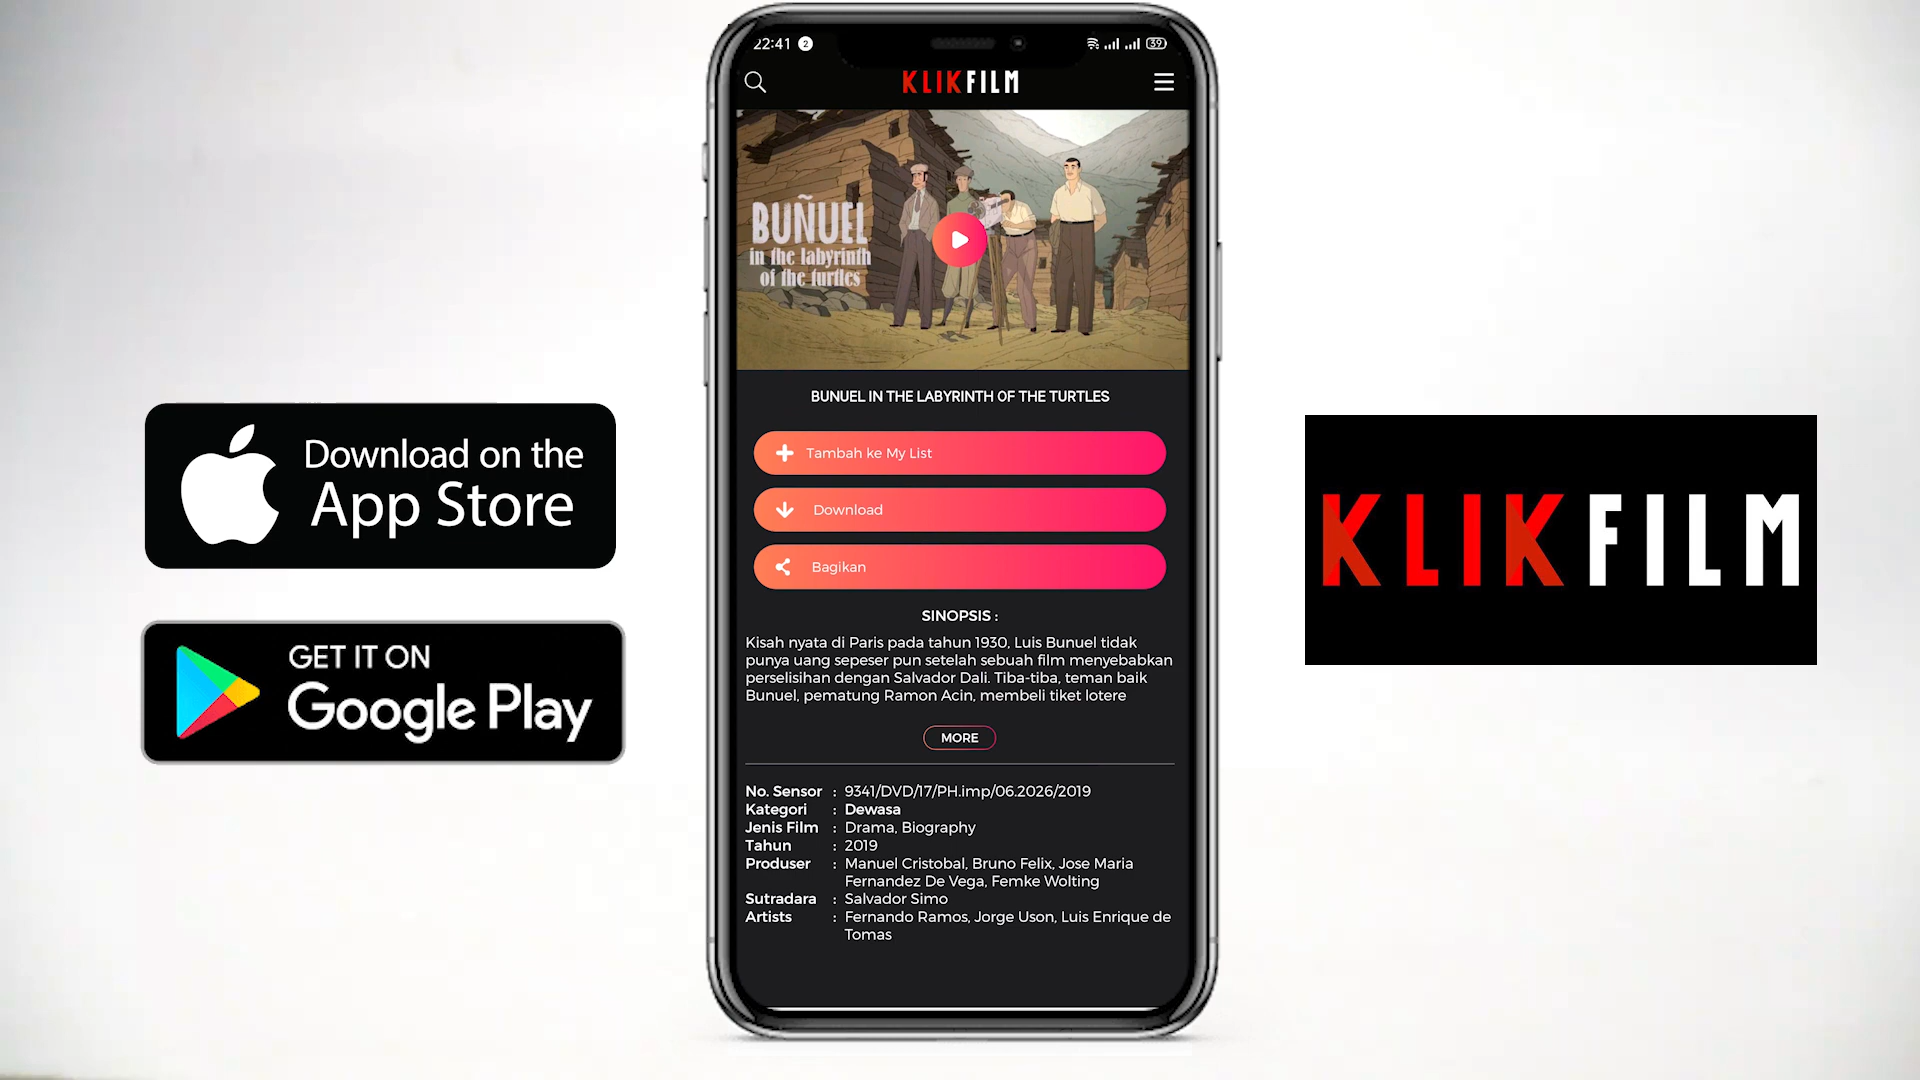 22:41 2
39
KLIKFILM
BUÑUEL
in the labyrinth
of the turtles
BUNUEL IN THE LABYRINTH OF THE TURTLES
Tambah ke My List
Download
Bagikan
SINOPSIS :
Kisah nyata di Paris pada tahun 1930, Luis Bunuel tidak
punya uang sepeser pun setelah sebuah film menyebabkan
perselisihan dengan Salvador Dali. Tiba-tiba, teman baik
Bunuel, pematung Ramon Acin, membeli tiket lotere
MORE
No. Sensor : 9341/DVD/17/PH.imp/06.2026/2019
Kategori : Dewasa
Jenis Film : Drama, Biography
Tahun : 2019
Produser : Manuel Cristobal, Bruno Felix, Jose Maria
Fernandez De Vega, Femke Wolting
Sutradara : Salvador Simo
Artists : Fernando Ramos, Jorge Uson, Luis Enrique de
Tomas
Download on the
App Store
GET IT ON
Google Play
KLIKFILM